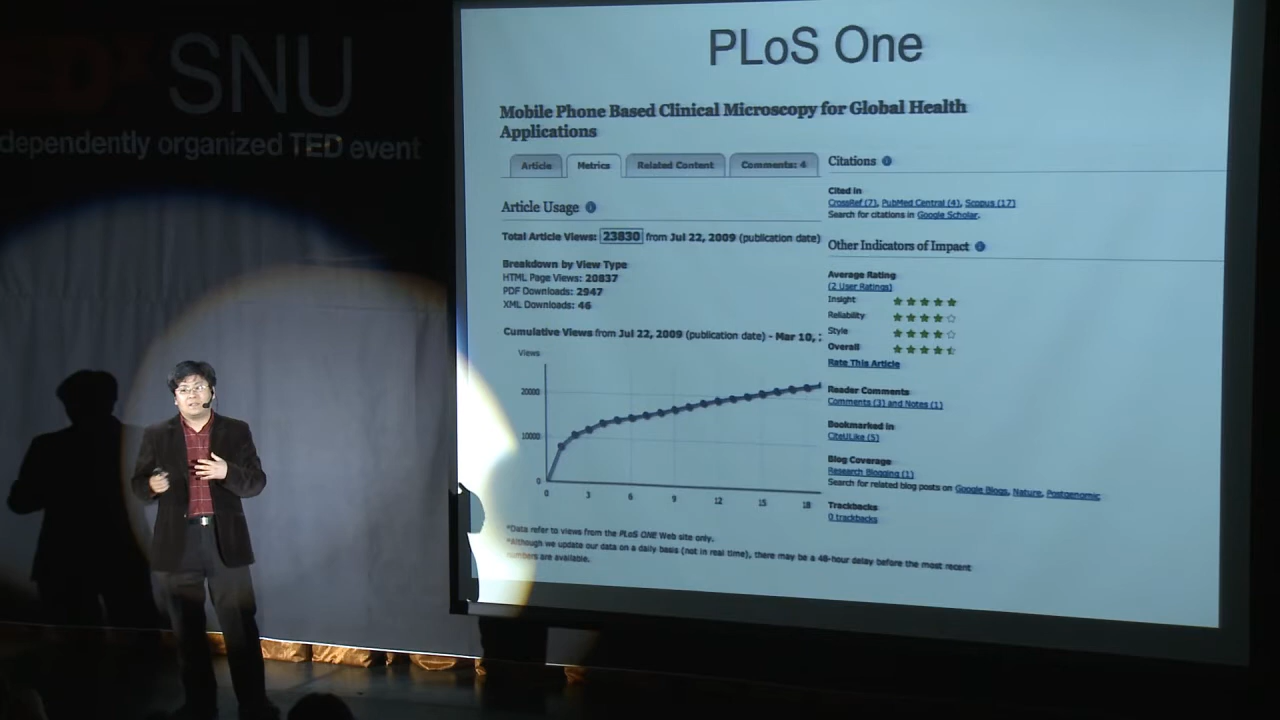 TEDx SNU
dependently organized TED event
PLoS One
Mobile Phone Based Clinical Microscopy for Global Health
Applications
Article
Metrics
Related Content
Comments: 4
Article Usage
Total Article Views: 23830 from Jul 22, 2009 (publication date)
Breakdown by View Type
HTML Page Views: 20837
PDF Downloads: 2947
XML Downloads: 46
Cumulative Views from Jul 22, 2009 (publication date) - Mar 10, 
Views
20000
10000
0
0 3 6 9 12 15 18
*Data refer to views from the PLoS ONE Web site only.
*Although we update our data on a daily basis (not in real time), there may be a 48-hour delay before the most recent
numbers are available.
Citations
Cited in
CrossRef (7), PubMed Central (4), Scopus (17)
Search for citations in Google Scholar.
Other Indicators of Impact
Average Rating
(2 User Ratings)
Insight
Reliability
Style
Overall
Rate This Article
Reader Comments
Comments (3) and Notes (1)
Bookmarked in
CiteULike (5)
Blog Coverage
Research Blogging (1)
Search for related blog posts on Google Blogs, Nature, Postgenomic
Trackbacks
0 trackbacks